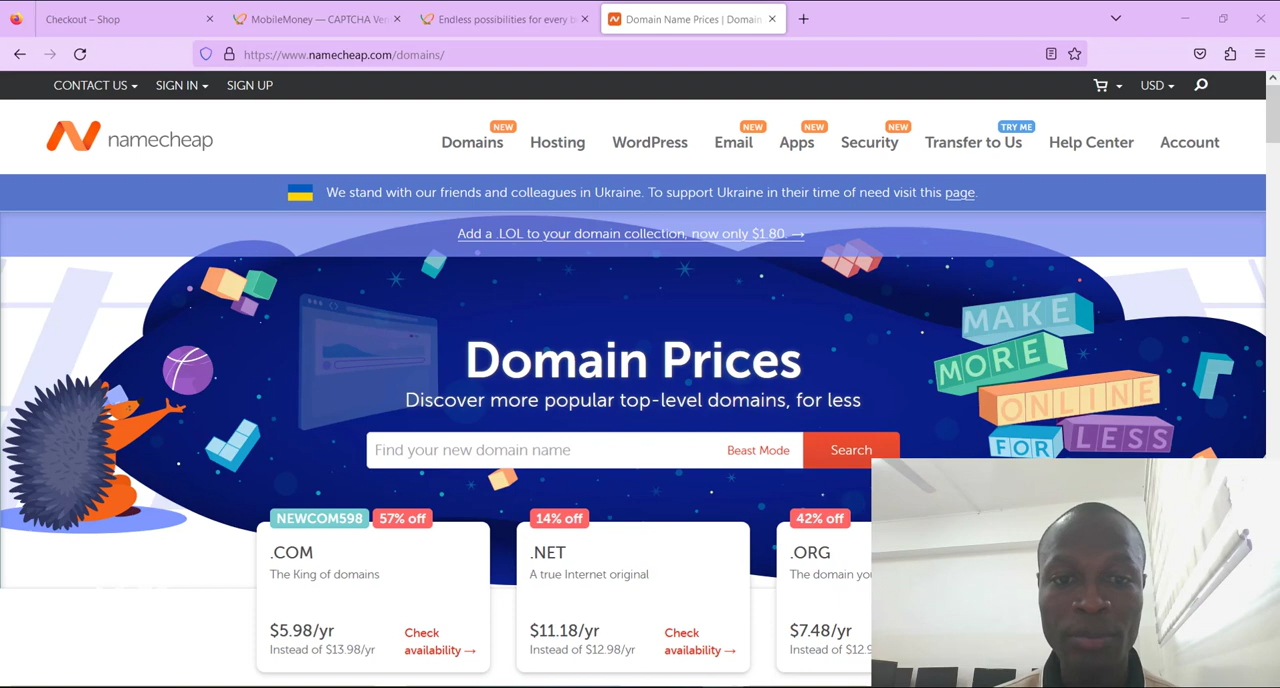 Checkout – Shop
MobileMoney — CAPTCHA Ver
Endless possibilities for every b
Domain Name Prices | Domain
https://www.namecheap.com/domains/
CONTACT US
SIGN IN
SIGN UP
USD
namecheap
NEW
Domains
Hosting
WordPress
NEW
Email
NEW
Apps
NEW
Security
TRY ME
Transfer to Us
Help Center
Account
We stand with our friends and colleagues in Ukraine. To support Ukraine in their time of need visit this page.
Add a .LOL to your domain collection, now only $1.80. →
MAKE
MORE
ONLINE
FOR LESS
Domain Prices
Discover more popular top-level domains, for less
Find your new domain name
Beast Mode
Search
NEWCOM598 57% off
.COM
The King of domains
$5.98/yr
Instead of $13.98/yr
Check
availability →
14% off
.NET
A true Internet original
$11.18/yr
Instead of $12.98/yr
Check
availability →
42% off
.ORG
The domain you
$7.48/yr
Instead of $12.9